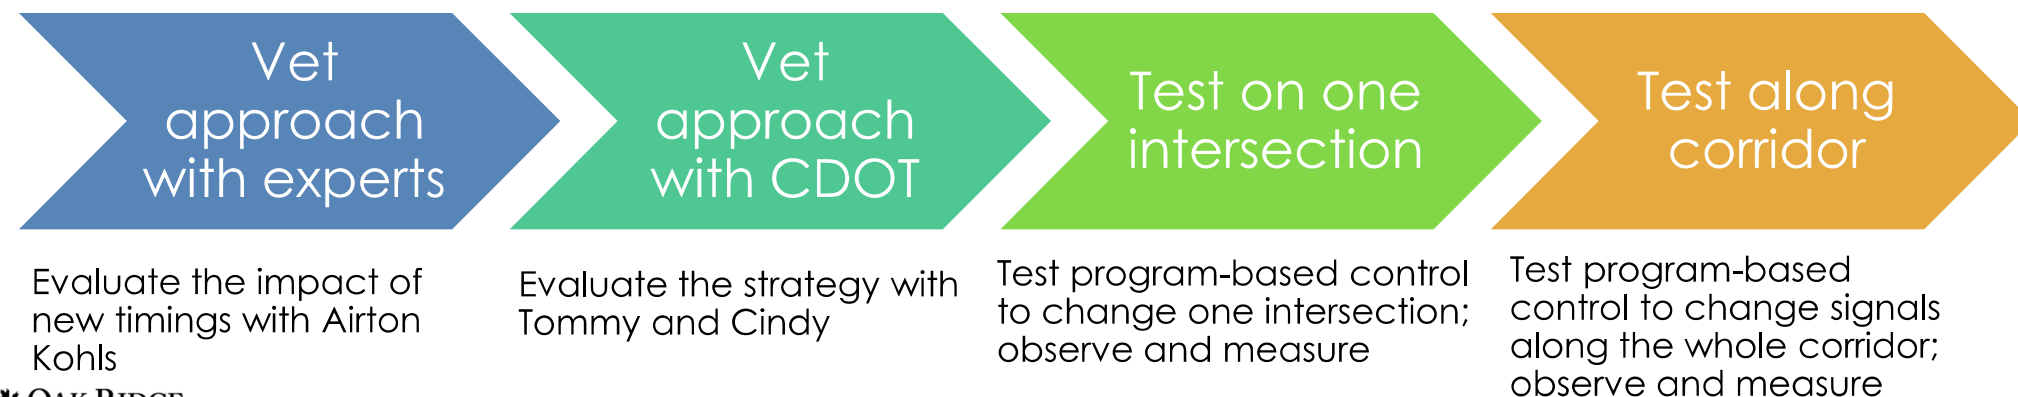 Vet
approach
with experts
Vet
approach
with CDOT
Test on one
intersection
Test along
corridor
Evaluate the impact of
new timings with Airton
Kohls
Evaluate the strategy with
Tommy and Cindy
Test program-based control
to change one intersection;
observe and measure
Test program-based
control to change signals
along the whole corridor;
observe and measure
OAK RIDGE